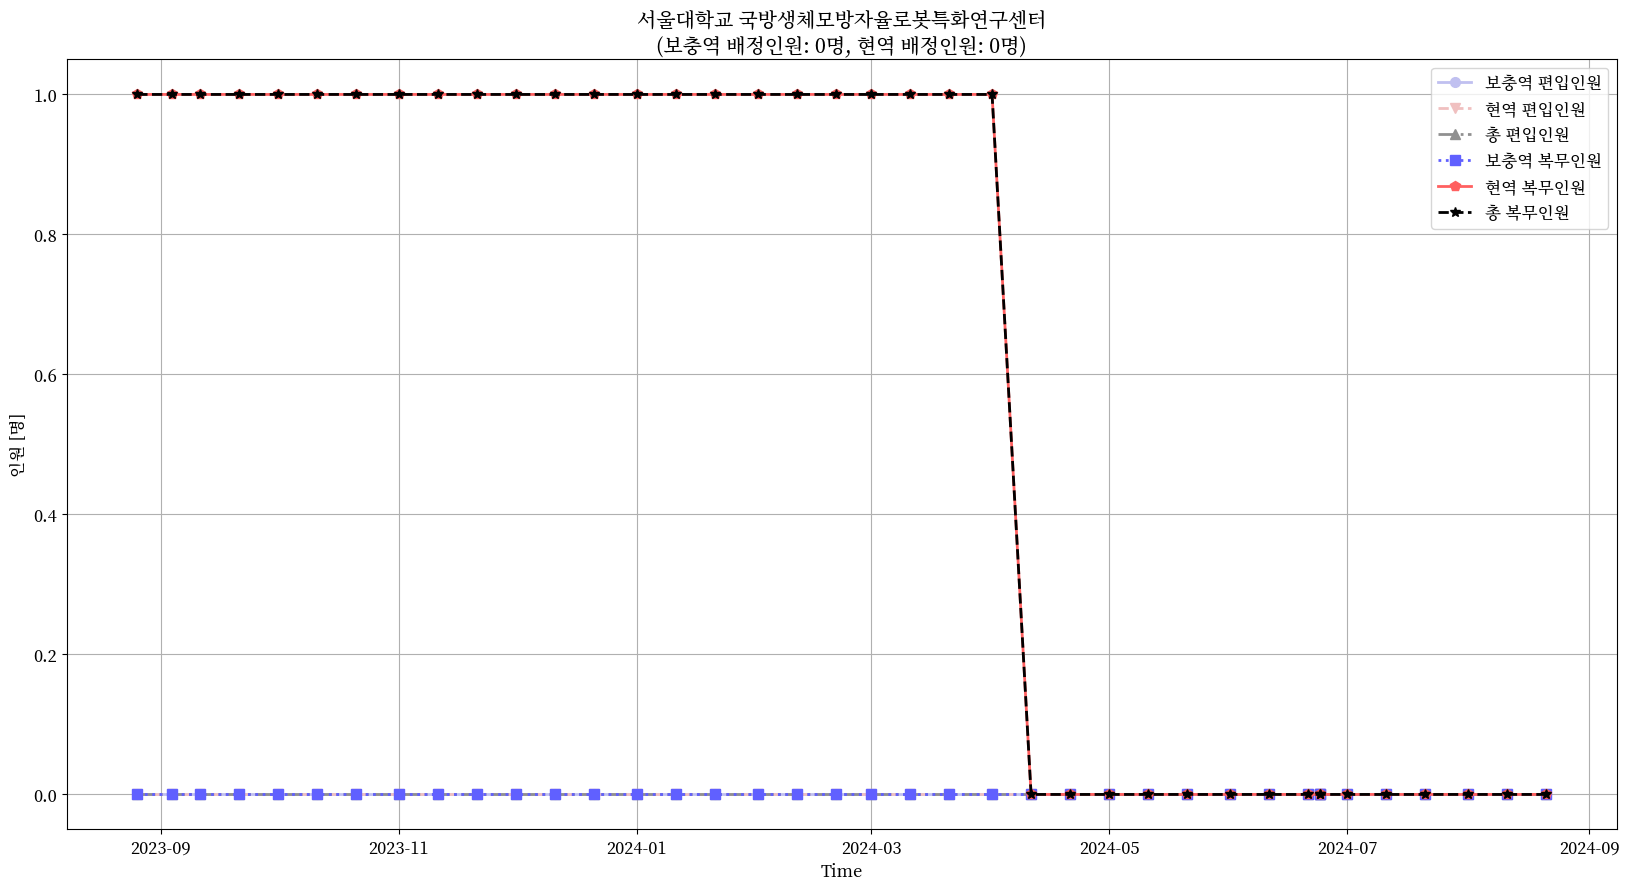 서울대학교 국방생체모방자율로봇특화연구센터
(보충역 배정인원: 0명, 현역 배정인원: 0명)
보충역 편입인원
현역 편입인원
총 편입인원
보충역 복무인원
현역 복무인원
총 복무인원
인원 [명]
1.0
0.8
0.6
0.4
0.2
0.0
2023-09
2023-11
2024-01
2024-03
2024-05
2024-07
2024-09
Time